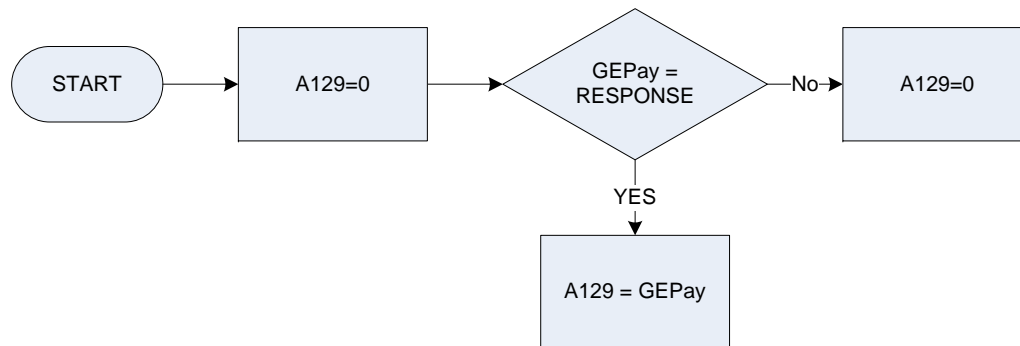 START
A129=0
GEPay =
RESPONSE
No
A129=0
YES
A129 = GEPay